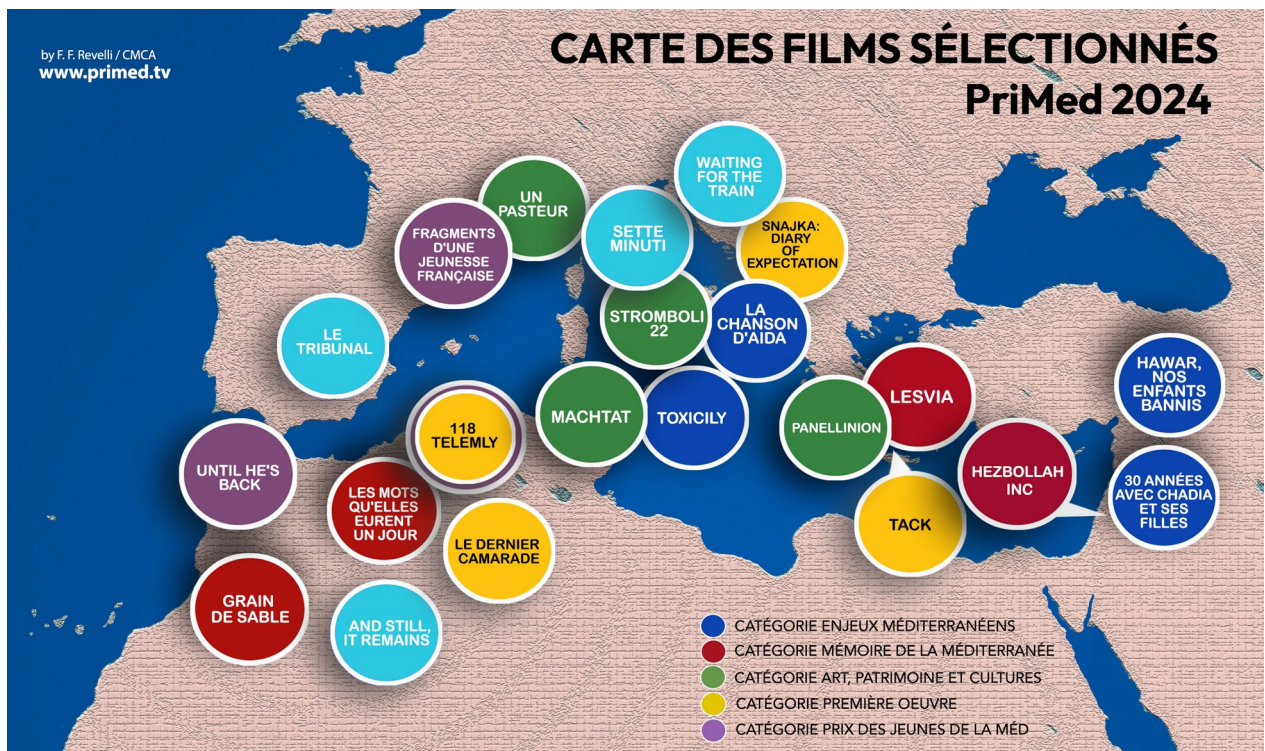 by F. F. Revelli / CMCA
www.primed.tv
CARTE DES FILMS SÉLECTIONNÉS
PriMed 2024
WAITING
FOR THE
TRAIN
UN
PASTEUR
SETTE
MINUTI
FRAGMENTS
D'UNE
JEUNESSE
FRANÇAISE
SNAJKA:
DIARY
OF
EXPECTATION
STROMBOLI
22
LA
CHANSON
D'AIDA
LE
TRIBUNAL
HAWAR,
NOS
ENFANTS
BANNIS
LESVIA
MACHTAT
TOXICILY
PANELLINION
118
TELEMLY
UNTIL HE'S
BACK
HEZBOLLAH
INC
30 ANNÉES
AVEC CHADIA
ET SES
FILLES
LES MOTS
QU'ELLES
EURENT
UN JOUR
TACK
LE DERNIER
CAMARADE
GRAIN
DE SABLE
AND STILL,
IT REMAINS
CATÉGORIE ENJEUX MÉDITERRANÉENS
CATÉGORIE MÉMOIRE DE LA MÉDITERRANÉE
CATÉGORIE ART, PATRIMOINE ET CULTURES
CATÉGORIE PREMIÈRE OEUVRE
CATÉGORIE PRIX DES JEUNES DE LA MÉD